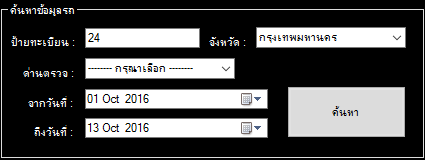 ค้นหาข้อมูลรถ
ป้ายทะเบียน : 24 จังหวัด : กรุงเทพมหานคร
ด่านตรวจ : -------- กรุณาเลือก --------
จากวันที่ : 01 Oct 2016
ค้นหา
ถึงวันที่ : 13 Oct 2016